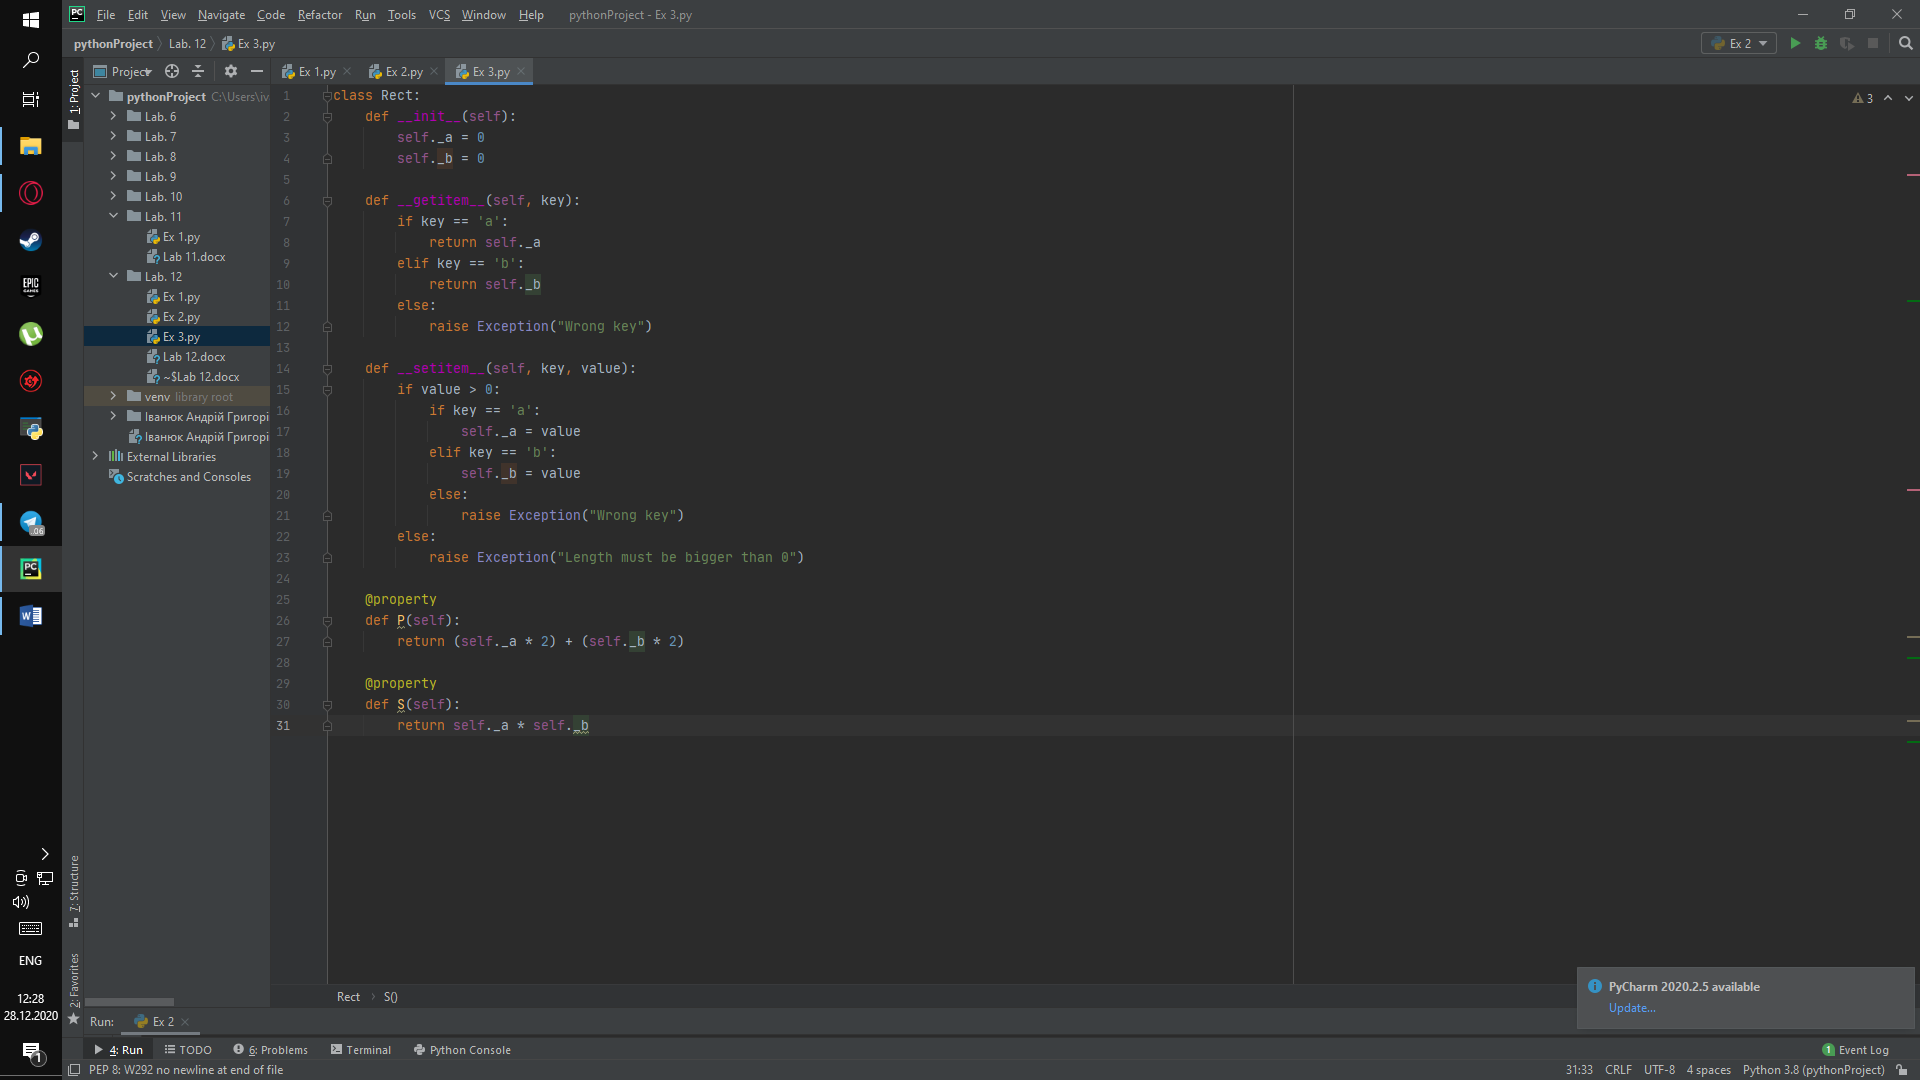 File Edit View Navigate Code Refactor Run Tools VCS Window Help pythonProject - Ex 3.py
pythonProject Lab. 12 Ex 3.py
Ex 2
Project
Ex 1.py Ex 2.py Ex 3.py
1: Project
pythonProject C:\Users\iv
Lab. 6
Lab. 7
Lab. 8
Lab. 9
Lab. 10
Lab. 11
Ex 1.py
Lab 11.docx
Lab. 12
Ex 1.py
Ex 2.py
Ex 3.py
Lab 12.docx
~$Lab 12.docx
venv library root
Іванюк Андрій Григорі
Іванюк Андрій Григорі
External Libraries
Scratches and Consoles
3
1 class Rect:
2 def __init__(self):
3 self._a = 0
4 self._b = 0
5
6 def __getitem__(self, key):
7 if key == 'a':
8 return self._a
9 elif key == 'b':
10 return self._b
11 else:
12 raise Exception("Wrong key")
13
14 def __setitem__(self, key, value):
15 if value > 0:
16 if key == 'a':
17 self._a = value
18 elif key == 'b':
19 self._b = value
20 else:
21 raise Exception("Wrong key")
22 else:
23 raise Exception("Length must be bigger than 0")
24
25 @property
26 def P(self):
27 return (self._a * 2) + (self._b * 2)
28
29 @property
30 def S(self):
31 return self._a * self._b
EPIC GAMES
.06
PC
W
7: Structure
2: Favorites
ENG
12:28
28.12.2020
1
Rect S()
PyCharm 2020.2.5 available
Update...
Run: Ex 2
4: Run TODO 6: Problems Terminal Python Console
1 Event Log
PEP 8: W292 no newline at end of file
31:33 CRLF UTF-8 4 spaces Python 3.8 (pythonProject)